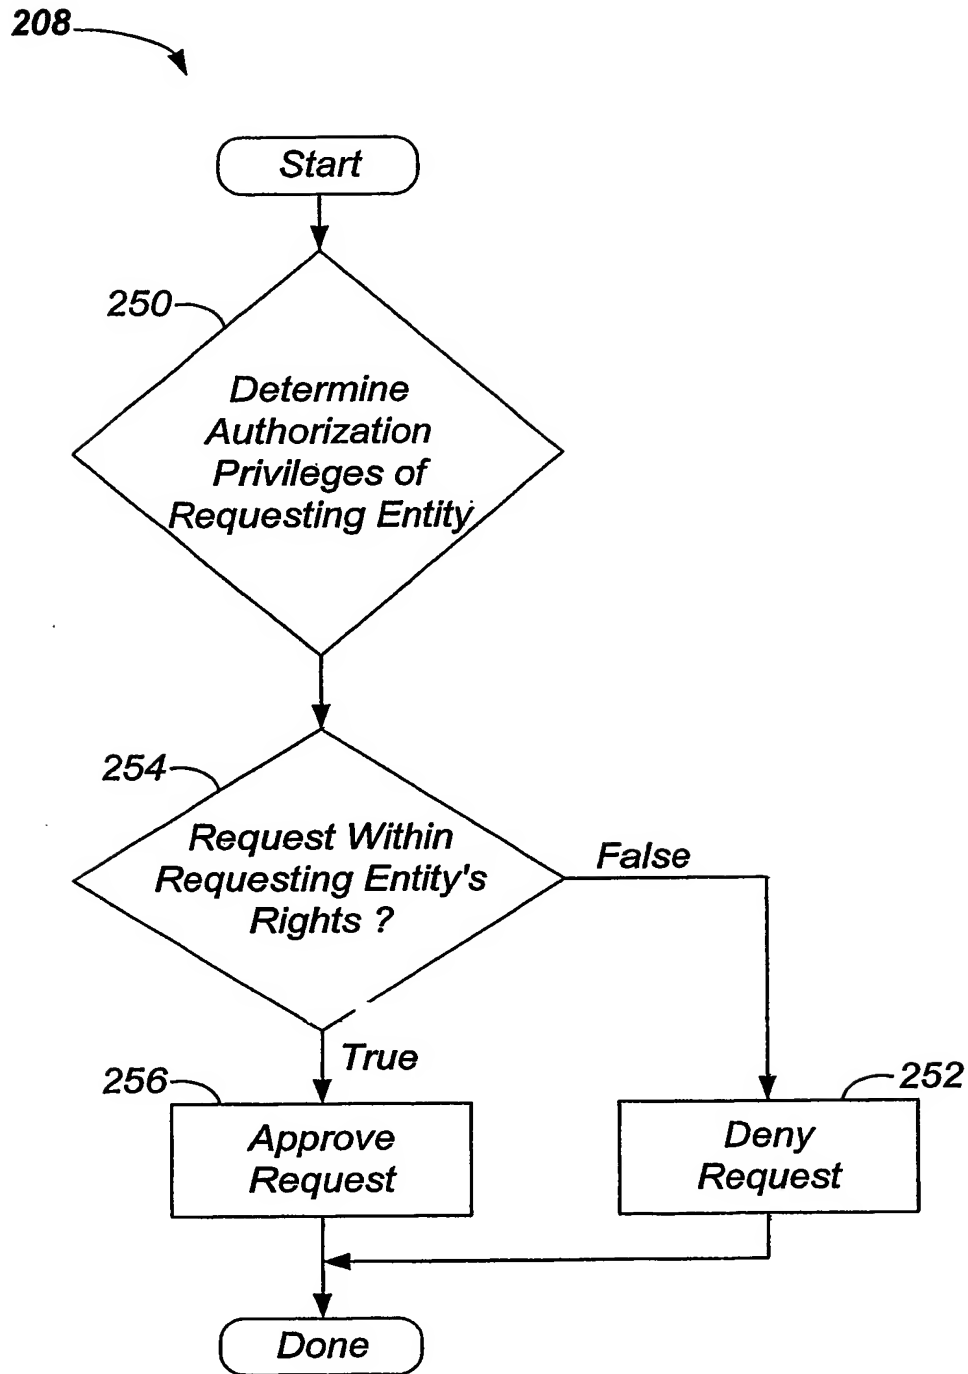 208
Start
250
Determine
Authorization
Privileges of
Requesting Entity
254
Request Within
Requesting Entity's
Rights ?
False
True
256
252
Approve
Request
Deny
Request
Done